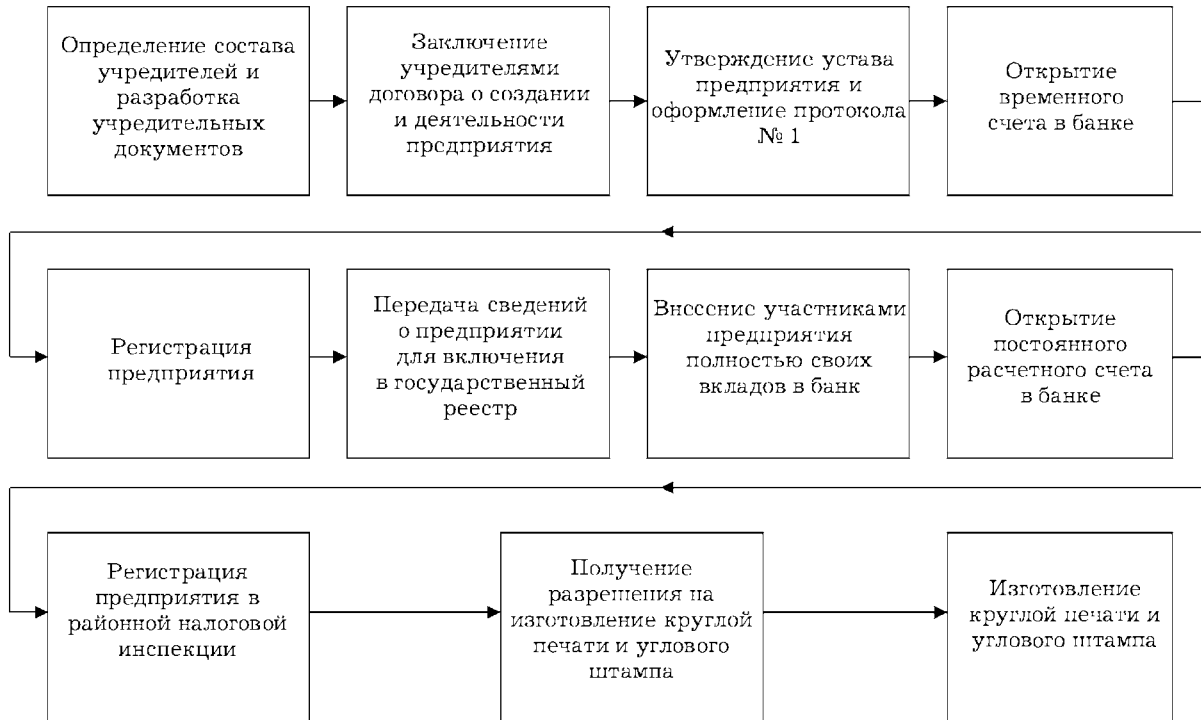 Определение состава
учредителей и
разработка
учредительных
документов
Заключение
учредителями
договора о создании
и деятельности
предприятия
Утверждение устава
предприятия и
оформление протокола
№ 1
Открытие
временного
счета в банке
Регистрация
предприятия
Передача сведений
о предприятии
для включения
в государственный
реестр
Внесение участниками
предприятия
полностью своих
вкладов в банк
Открытие
постоянного
расчетного счета
в банке
Регистрация
предприятия в
районной налоговой
инспекции
Получение
разрешения на
изготовление круглой
печати и углового
штампа
Изготовление
круглой печати и
углового штампа